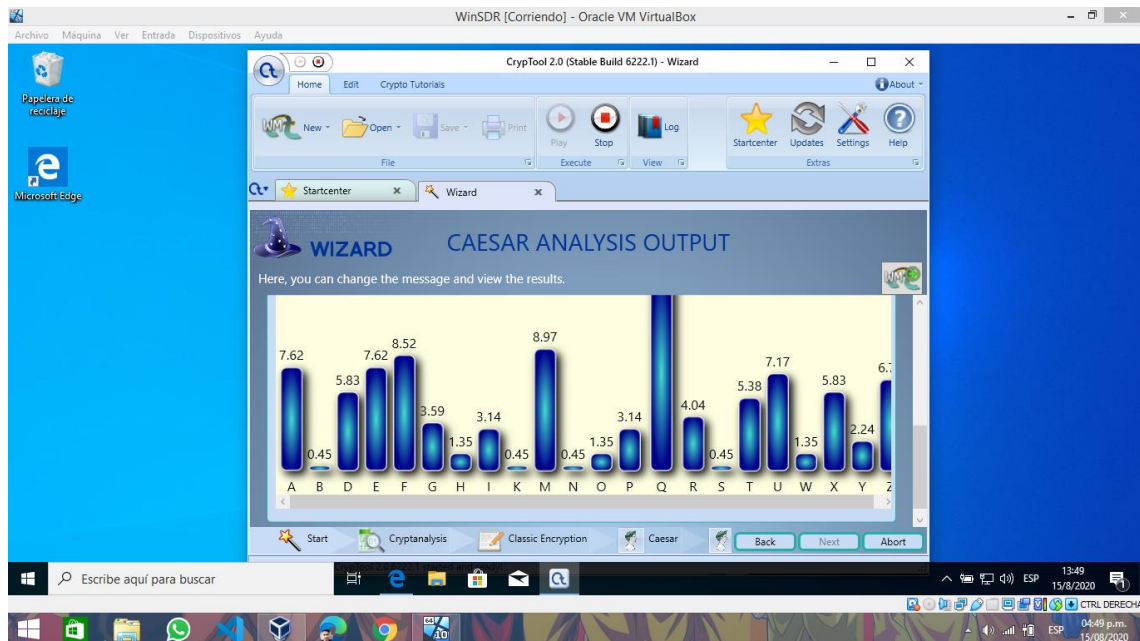 WinSDR [Corriendo] - Oracle VM VirtualBox
Archivo Máquina Ver Entrada Dispositivos Ayuda
Papelera de reciclaje
Microsoft Edge
CrypTool 2.0 (Stable Build 6222.1) - Wizard
Home Edit Crypto Tutorials About
New Open Save Print Play Stop Log Startcenter Updates Settings Help
File Execute View Extras
Startcenter Wizard
WIZARD CAESAR ANALYSIS OUTPUT
Here, you can change the message and view the results.
7.62 0.45 5.83 7.62 8.52 3.59 1.35 3.14 0.45 8.97 0.45 1.35 3.14 4.04 0.45 5.38 7.17 1.35 5.83 2.24
A B D E F G H I K M N O P Q R S T U W X Y Z
Start Cryptanalysis Classic Encryption Caesar Back Next Abort
Escribe aquí para buscar
ESP 13:49
15/8/2020
CTRL DERECHA
64
10
ESP 04:49 p.m.
15/08/2020